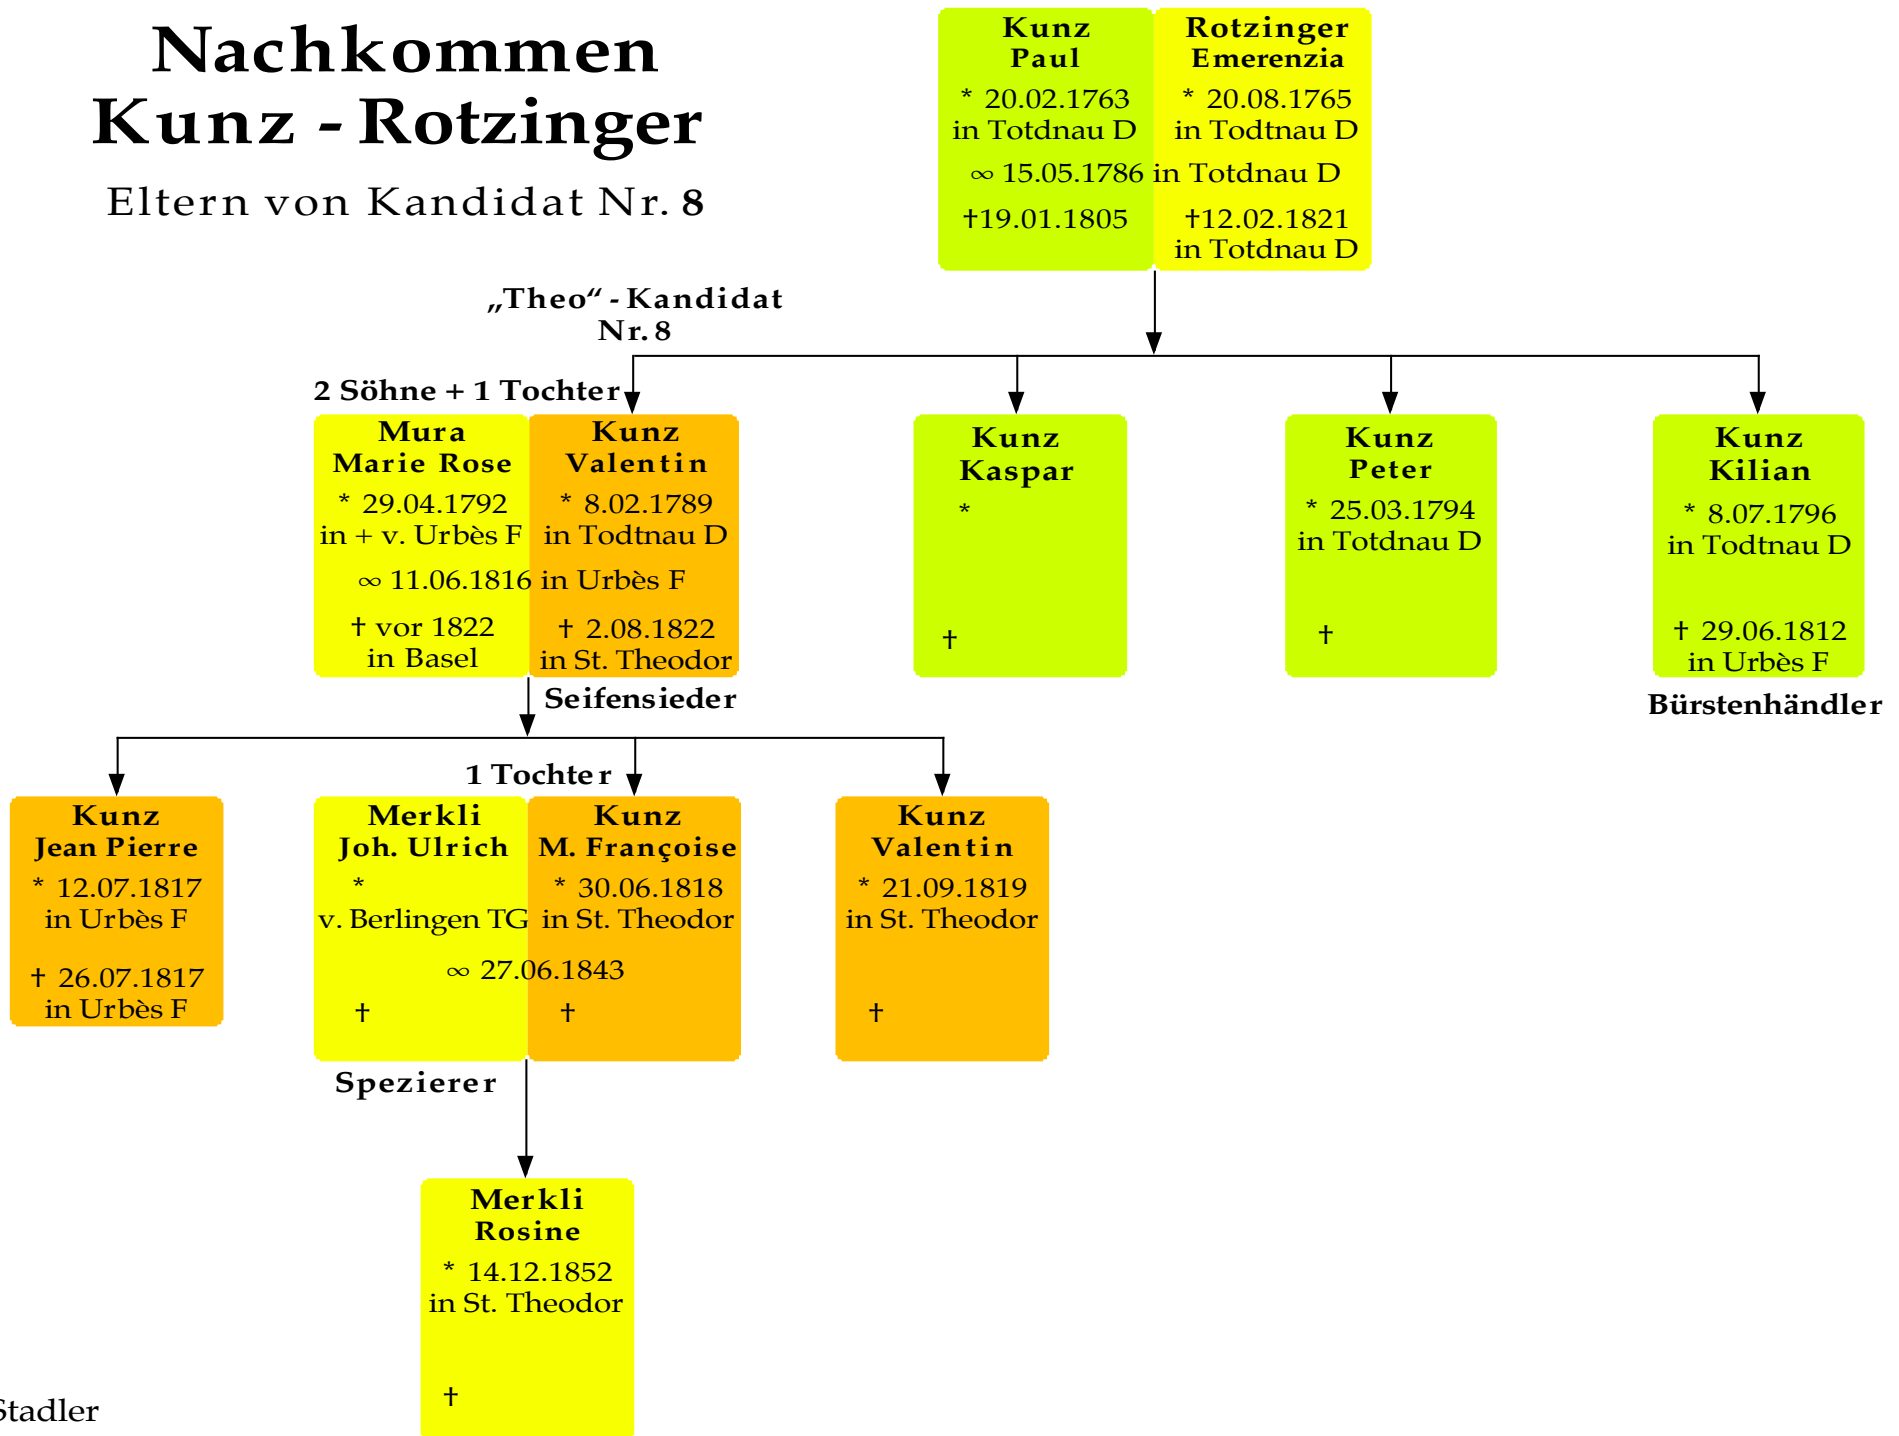 Nachkommen
Kunz - Rotzinger
Eltern von Kandidat Nr. 8
Kunz
Paul
* 20.02.1763
in Totdnau D
Rotzinger
Emerenzia
* 20.08.1765
in Todtnau D
∞ 15.05.1786 in Totdnau D
†19.01.1805
†12.02.1821
in Totdnau D
„Theo“ - Kandidat
Nr. 8
2 Söhne + 1 Tochter
Mura
Marie Rose
* 29.04.1792
in + v. Urbès F
Kunz
Valentin
* 8.02.1789
in Todtnau D
∞ 11.06.1816 in Urbès F
† vor 1822
in Basel
† 2.08.1822
in St. Theodor
Seifensieder
Kunz
Kaspar
*
†
Kunz
Peter
* 25.03.1794
in Totdnau D
†
Kunz
Kilian
* 8.07.1796
in Todtnau D
† 29.06.1812
in Urbès F
Bürstenhändler
1 Tochter
Kunz
Jean Pierre
* 12.07.1817
in Urbès F
† 26.07.1817
in Urbès F
Merkli
Joh. Ulrich
*
v. Berlingen TG
Kunz
M. Françoise
* 30.06.1818
in St. Theodor
∞ 27.06.1843
†
†
Spezierer
Kunz
Valentin
* 21.09.1819
in St. Theodor
†
Merkli
Rosine
* 14.12.1852
in St. Theodor
†
Stadler